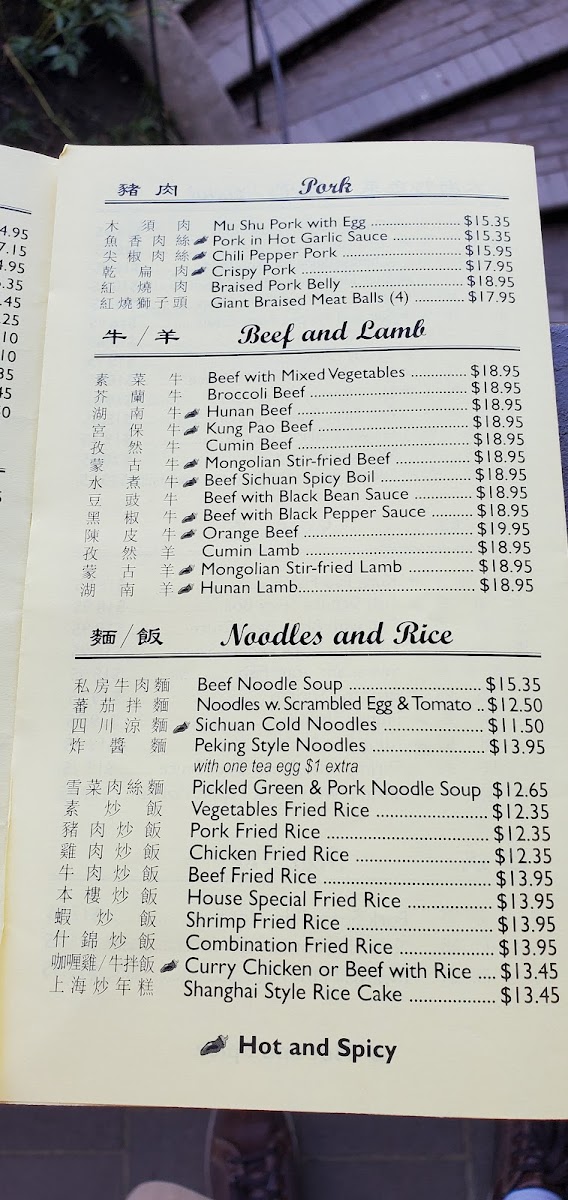 4.95
7.15
4.95
.35
.45
.25
10
10
35
45
0
豬肉 Pork
木須肉 Mu Shu Pork with Egg ........................ $15.35
魚香肉絲 Pork in Hot Garlic Sauce .................. $15.35
尖椒肉絲 Chili Pepper Pork ............................... $15.95
乾扁肉 Crispy Pork ......................................... $17.95
紅燒肉 Braised Pork Belly ............................. $18.95
紅燒獅子頭 Giant Braised Meat Balls (4) ............ $17.95
牛/羊 Beef and Lamb
素菜牛 Beef with Mixed Vegetables ............ $18.95
芥蘭牛 Broccoli Beef ...................................... $18.95
湖南牛 Hunan Beef ......................................... $18.95
宮保牛 Kung Pao Beef ..................................... $18.95
孜然牛 Cumin Beef ......................................... $18.95
蒙古牛 Mongolian Stir-fried Beef ................. $18.95
水煮牛 Beef Sichuan Spicy Boil ..................... $18.95
豆豉牛 Beef with Black Bean Sauce ............. $18.95
黑椒牛 Beef with Black Pepper Sauce ......... $18.95
陳皮牛 Orange Beef ....................................... $19.95
孜然羊 Cumin Lamb ....................................... $18.95
蒙古羊 Mongolian Stir-fried Lamb ............... $18.95
湖南羊 Hunan Lamb........................................ $18.95
麵/飯 Noodles and Rice
私房牛肉麵 Beef Noodle Soup ............................ $15.35
蕃茄拌麵 Noodles w. Scrambled Egg & Tomato .. $12.50
四川涼麵 Sichuan Cold Noodles ..................... $11.50
炸醬麵 Peking Style Noodles ........................ $13.95
with one tea egg $1 extra
雪菜肉絲麵 Pickled Green & Pork Noodle Soup $12.65
素炒飯 Vegetables Fried Rice ........................ $12.35
豬肉炒飯 Pork Fried Rice .................................. $12.35
雞肉炒飯 Chicken Fried Rice ........................... $12.35
牛肉炒飯 Beef Fried Rice ................................... $13.95
本樓炒飯 House Special Fried Rice .................. $13.95
蝦炒飯 Shrimp Fried Rice ............................... $13.95
什錦炒飯 Combination Fried Rice .................... $13.95
咖喱雞/牛拌飯 Curry Chicken or Beef with Rice .... $13.45
上海炒年糕 Shanghai Style Rice Cake ................. $13.45
Hot and Spicy